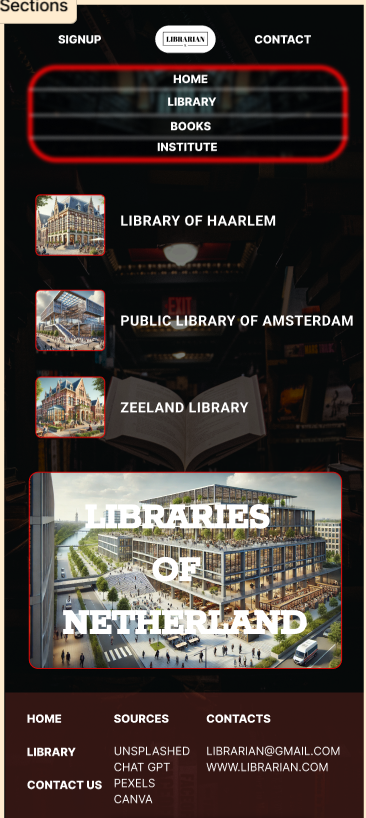 Sections
SIGNUP
LIBRARIAN
CONTACT
HOME
LIBRARY
BOOKS
INSTITUTE
LIBRARY OF HAARLEM
EXIT
PUBLIC LIBRARY OF AMSTERDAM
ZEELAND LIBRARY
LIBRARIES
OF
NETHERLAND
HOME
SOURCES
CONTACTS
LIBRARY
UNSPLASHED
LIBRARIAN@GMAIL.COM
CHAT GPT
WWW.LIBRARIAN.COM
CONTACT US
PEXELS
CANVA